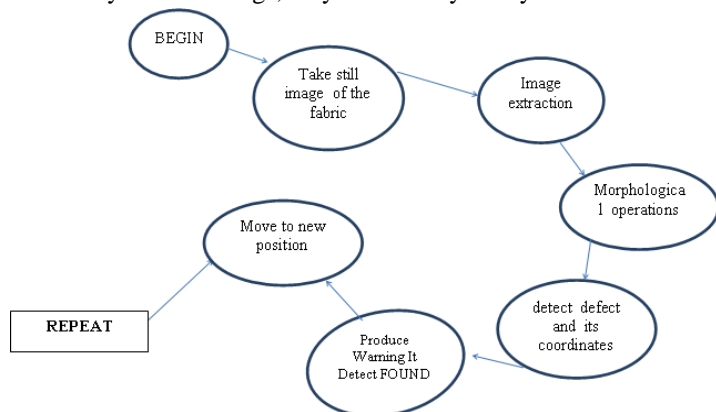 BEGIN
Take still
image of the
fabric
Image
extraction
Morphologica
l operations
detect defect
and its
coordinates
Produce
Warning It
Detect FOUND
Move to new
position
REPEAT